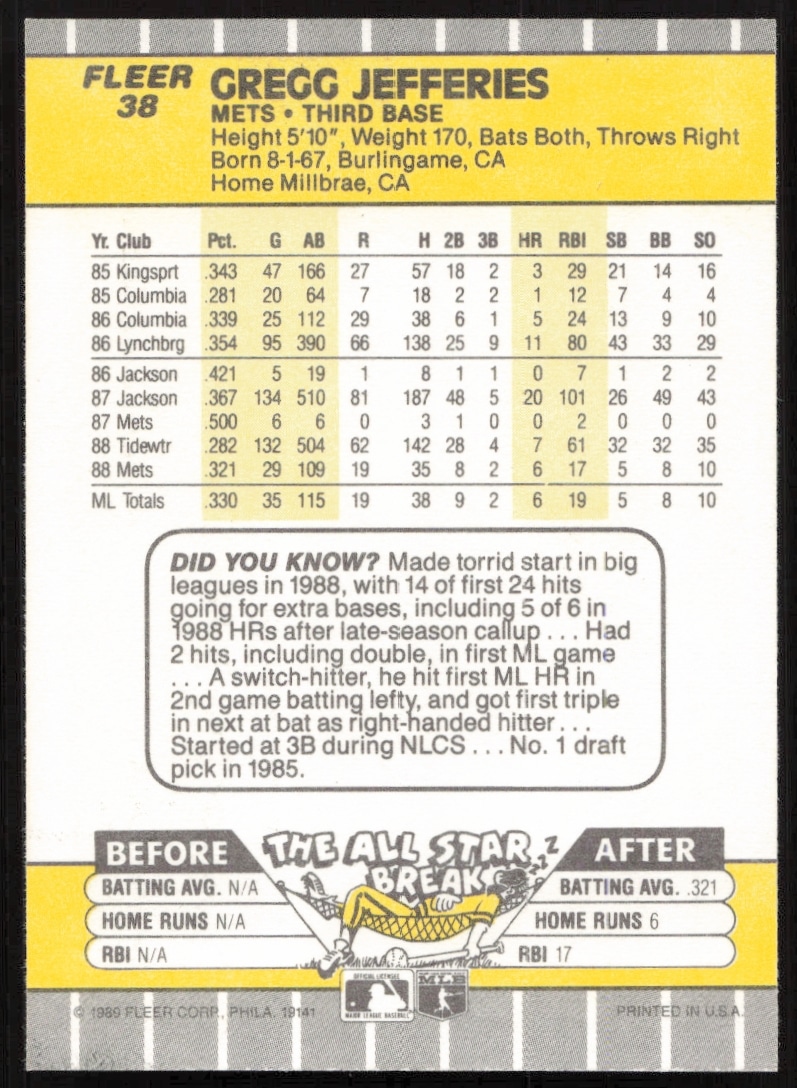 FLEER
38
GREGG JEFFERIES
METS • THIRD BASE
Height 5'10", Weight 170, Bats Both, Throws Right
Born 8-1-67, Burlingame, CA
Home Millbrae, CA
Yr. Club Pct. G AB R H 2B 3B HR RBI SB BB SO
85 Kingsprt .343 47 166 27 57 18 2 3 29 21 14 16
85 Columbia .281 20 64 7 18 2 2 1 12 7 4 4
86 Columbia .339 25 112 29 38 6 1 5 24 13 9 10
86 Lynchbrg .354 95 390 66 138 25 9 11 80 43 33 29
86 Jackson .421 5 19 1 8 1 1 0 7 1 2 2
87 Jackson .367 134 510 81 187 48 5 20 101 26 49 43
87 Mets .500 6 6 0 3 1 0 0 2 0 0 0
88 Tidewtr .282 132 504 62 142 28 4 7 61 32 32 35
88 Mets .321 29 109 19 35 8 2 6 17 5 8 10
ML Totals .330 35 115 19 38 9 2 6 19 5 8 10
DID YOU KNOW? Made torrid start in big
leagues in 1988, with 14 of first 24 hits
going for extra bases, including 5 of 6 in
1988 HRs after late-season callup . . . Had
2 hits, including double, in first ML game
. . . A switch-hitter, he hit first ML HR in
2nd game batting lefty, and got first triple
in next at bat as right-handed hitter . . .
Started at 3B during NLCS . . . No. 1 draft
pick in 1985.
THE ALL STAR
BREAK
ZZZ
BEFORE
BATTING AVG. N/A
HOME RUNS N/A
RBI N/A
AFTER
BATTING AVG. .321
HOME RUNS 6
RBI 17
OFFICIAL LICENSEE
MAJOR LEAGUE BASEBALL
MLB
© 1989 FLEER CORP., PHILA. 19141
PRINTED IN U.S.A.